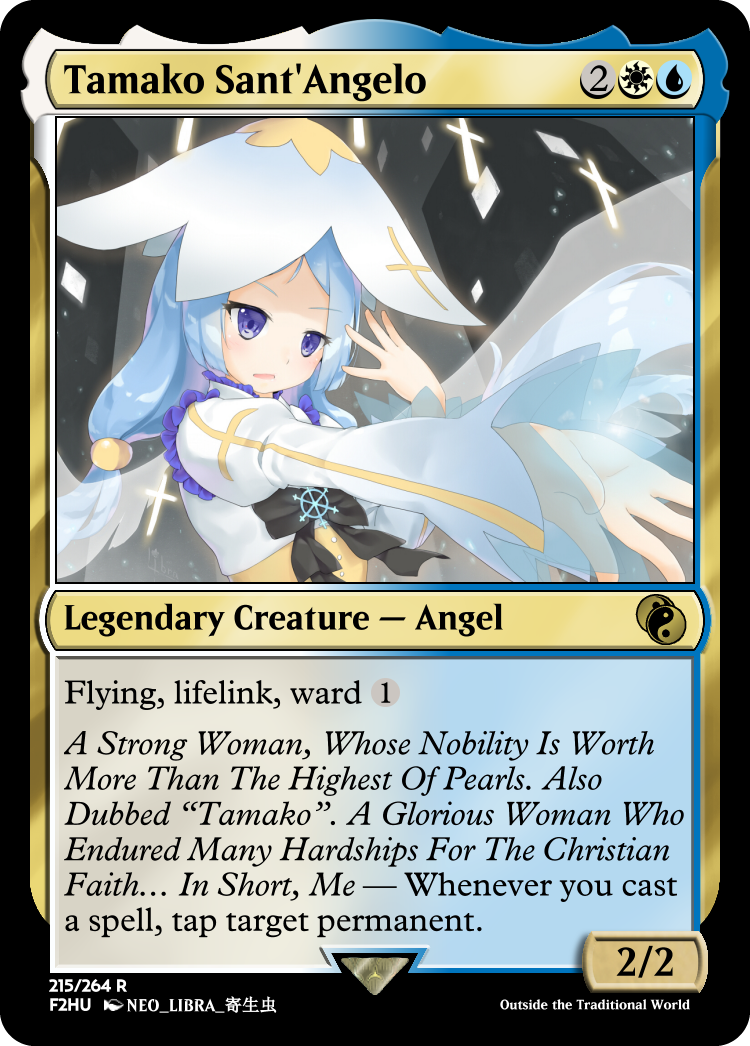 Tamako Sant'Angelo 2
Legendary Creature — Angel
Flying, lifelink, ward 1
A Strong Woman, Whose Nobility Is Worth
More Than The Highest Of Pearls. Also
Dubbed “Tamako”. A Glorious Woman Who
Endured Many Hardships For The Christian
Faith… In Short, Me — Whenever you cast
a spell, tap target permanent.
2/2
215/264 R
F2HU NEO_LIBRA_寄生虫
Outside the Traditional World